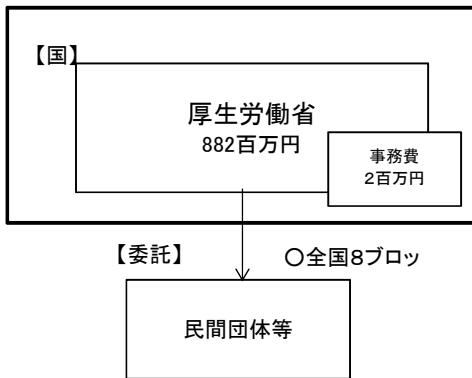 【国】
厚生労働省
882百万円
事務費
２百万円
【委託】
○全国８ブロッ
民間団体等